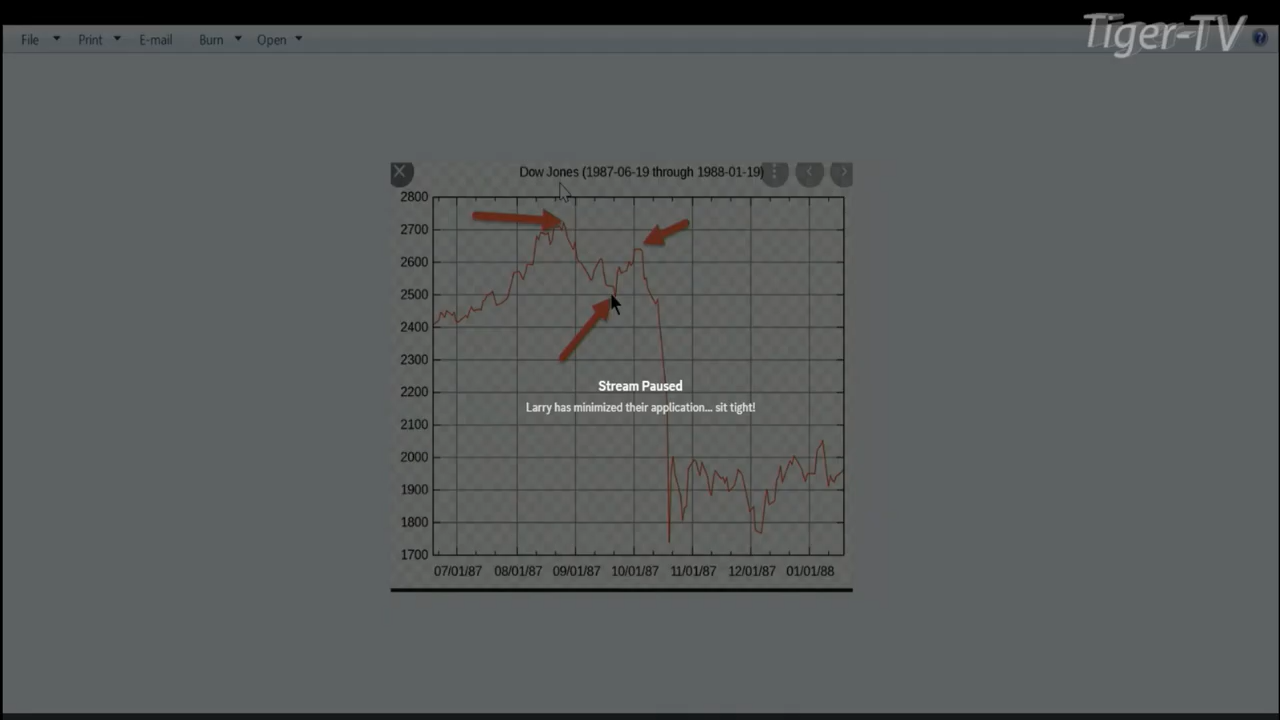 Tiger-TV
File Print E-mail Burn Open ?
Dow Jones (1987-06-19 through 1988-01-19)
2800
2700
2600
2500
2400
2300
2200
2100
2000
1900
1800
1700
Stream Paused
Larry has minimized their application... sit tight!
07/01/87 08/01/87 09/01/87 10/01/87 11/01/87 12/01/87 01/01/88